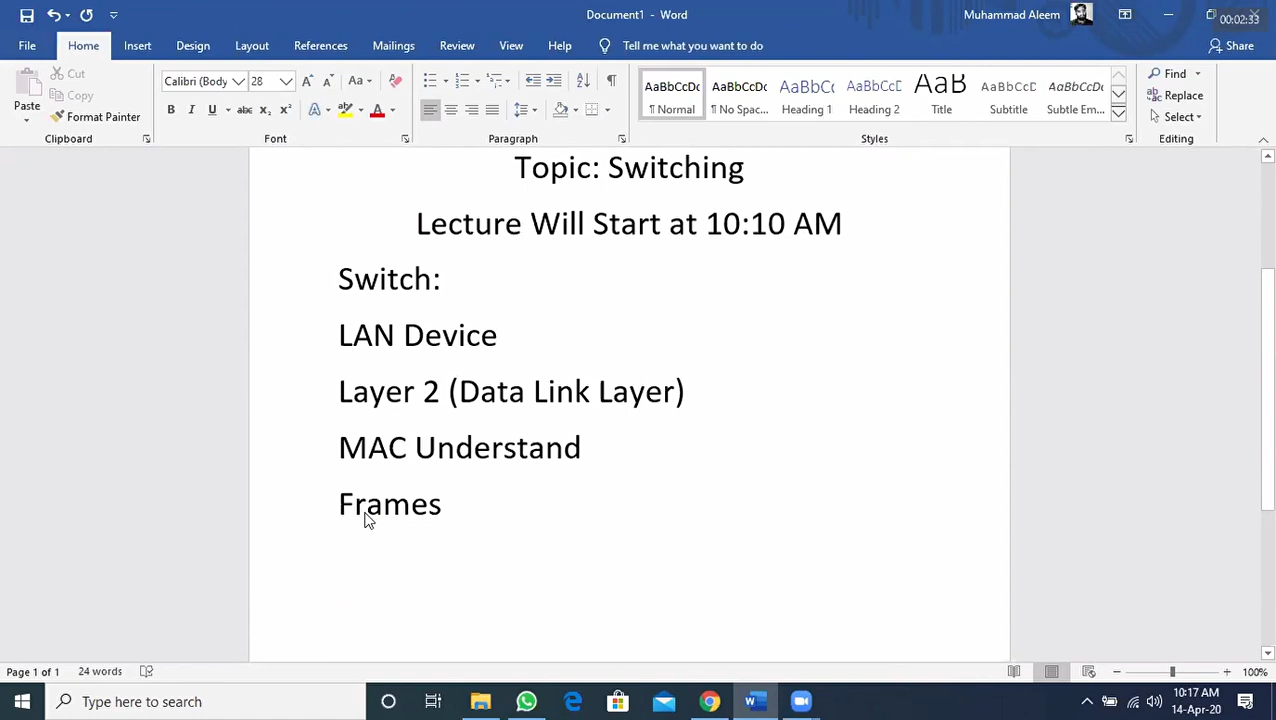 Document1 - Word
Muhammad Aleem
00:02:33
File Home Insert Design Layout References Mailings Review View Help Tell me what you want to do Share
Paste
Cut
Copy
Format Painter
Clipboard
Calibri (Body 28
Font
Paragraph
AaBbCcDc
¶ Normal
AaBbCcDc
¶ No Spac...
AaBbCc
Heading 1
AaBbCcC
Heading 2
AaB
Title
AaBbCcD
Subtitle
AaBbCcDc
Subtle Em...
Styles
Find
Replace
Select
Editing
Topic: Switching
Lecture Will Start at 10:10 AM
Switch:
LAN Device
Layer 2 (Data Link Layer)
MAC Understand
Frames
Page 1 of 1 24 words
100%
Type here to search
10:17 AM
14-Apr-20